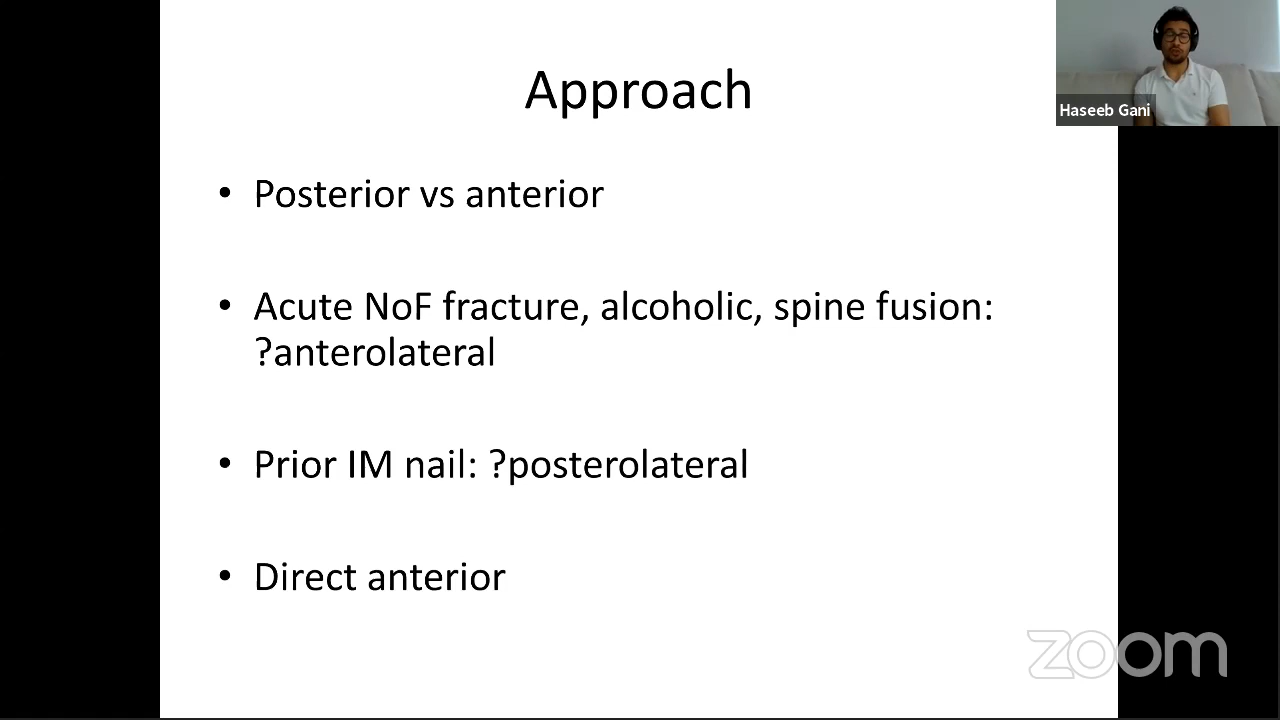 Approach
Haseeb Gani
• Posterior vs anterior
• Acute NoF fracture, alcoholic, spine fusion:
?anterolateral
• Prior IM nail: ?posterolateral
• Direct anterior
zoom